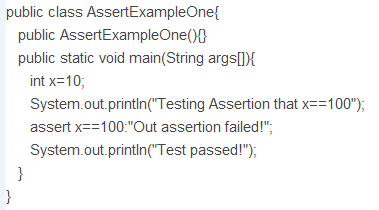 public class AssertExampleOne{
public AssertExampleOne(){}
public static void main(String args[]){
int x=10;
System.out.println("Testing Assertion that x==100");
assert x==100:"Out assertion failed!";
System.out.println("Test passed!");
}
}